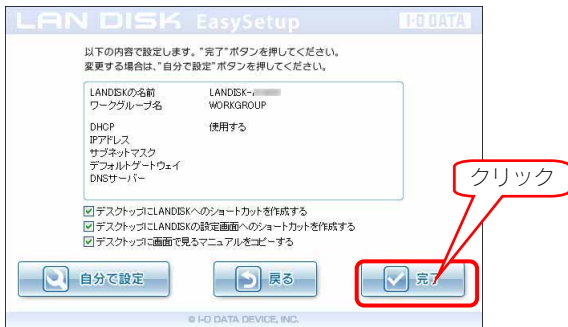 LAN DISK EasySetup
I-O DATA
以下の内容で設定します。"完了"ボタンを押してください。
変更する場合は、"自分で設定"ボタンを押してください。
LANDISKの名前 LANDISK-
ワークグループ名 WORKGROUP
DHCP 使用する
IPアドレス
サブネットマスク
デフォルトゲートウェイ
DNSサーバー
クリック
デスクトップにLANDISKへのショートカットを作成する
デスクトップにLANDISKの設定画面へのショートカットを作成する
デスクトップに画面で見るマニュアルをコピーする
自分で設定 戻る 完了
© I-O DATA DEVICE, INC.